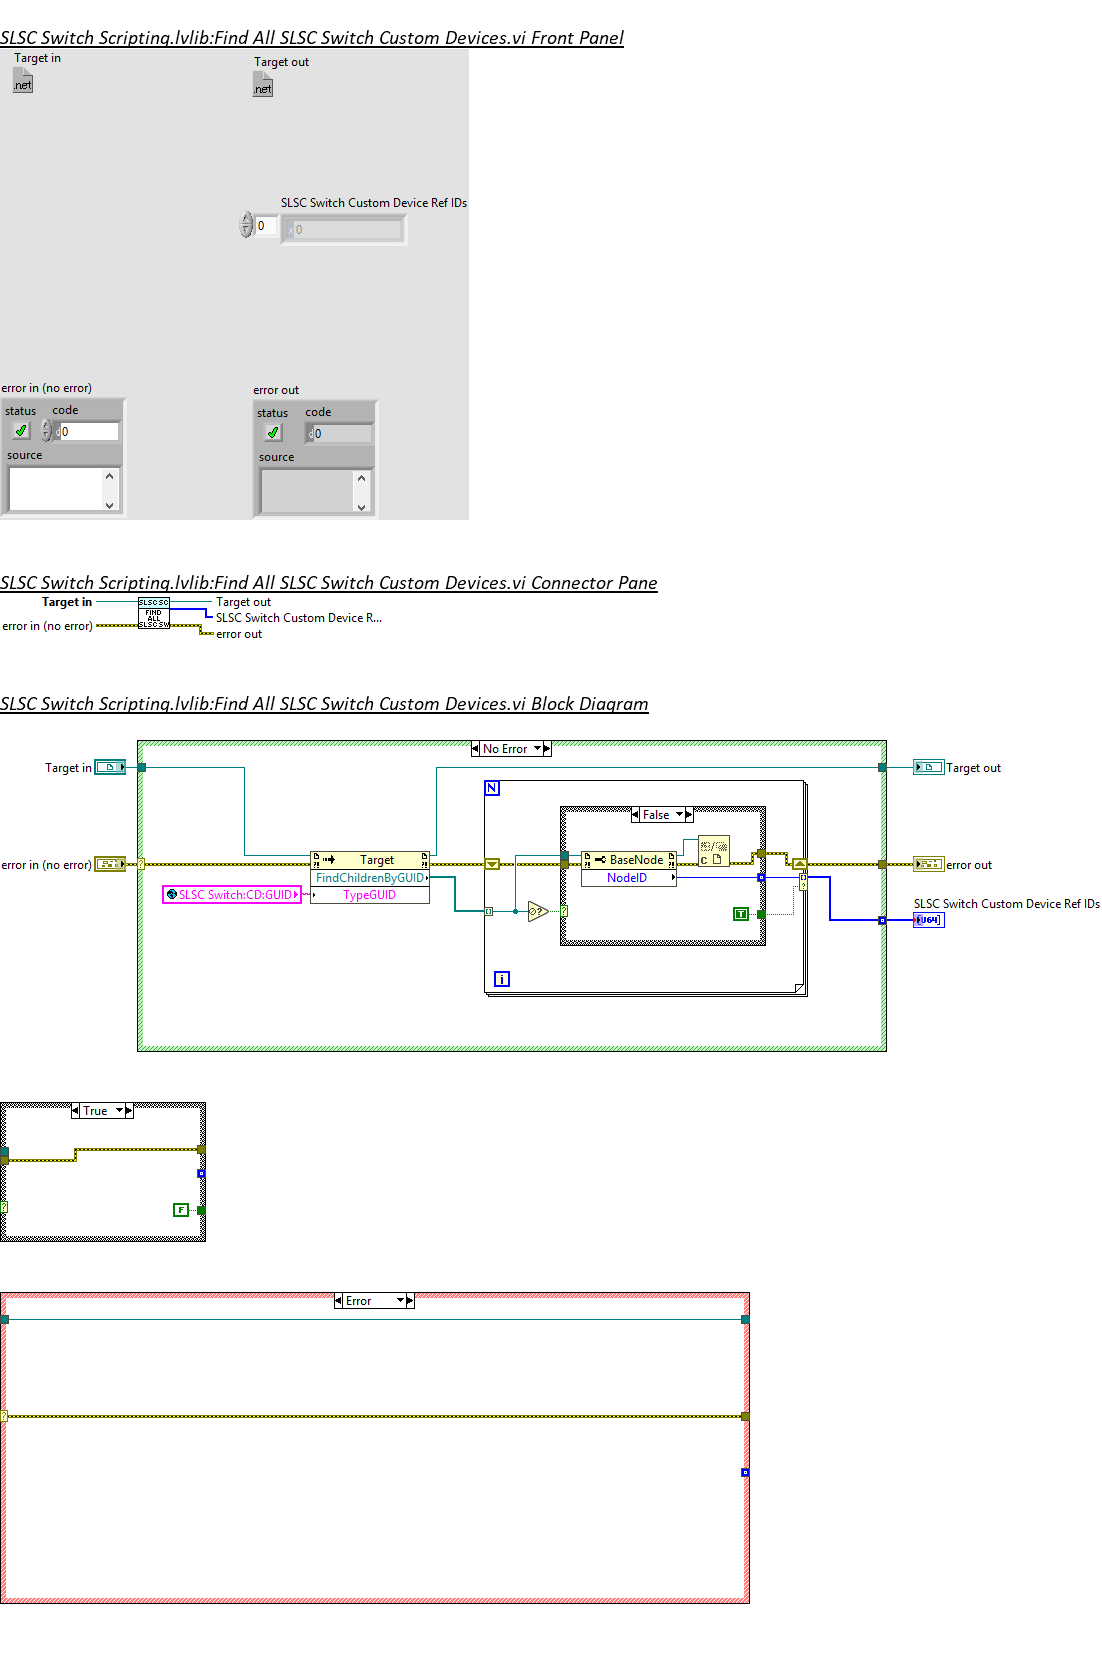 SLSC Switch Scripting.lvlib:Find All SLSC Switch Custom Devices.vi Front Panel
Target in
Target out
.net
.net
SLSC Switch Custom Device Ref IDs
0
x 0
error in (no error)
error out
status
code
status
code
d 0
d 0
source
source
SLSC Switch Scripting.lvlib:Find All SLSC Switch Custom Devices.vi Connector Pane
Target in
SLSC SC
Target out
FIND
SLSC Switch Custom Device R...
ALL
error in (no error)
SLSC SW
error out
SLSC Switch Scripting.lvlib:Find All SLSC Switch Custom Devices.vi Block Diagram
No Error
Target in
Target out
N
False
error in (no error)
Target
BaseNode
C
error out
FindChildrenByGUID
NodeID
SLSC Switch:CD:GUID
TypeGUID
SLSC Switch Custom Device Ref IDs
?
T
U64
i
True
?
F
Error
?